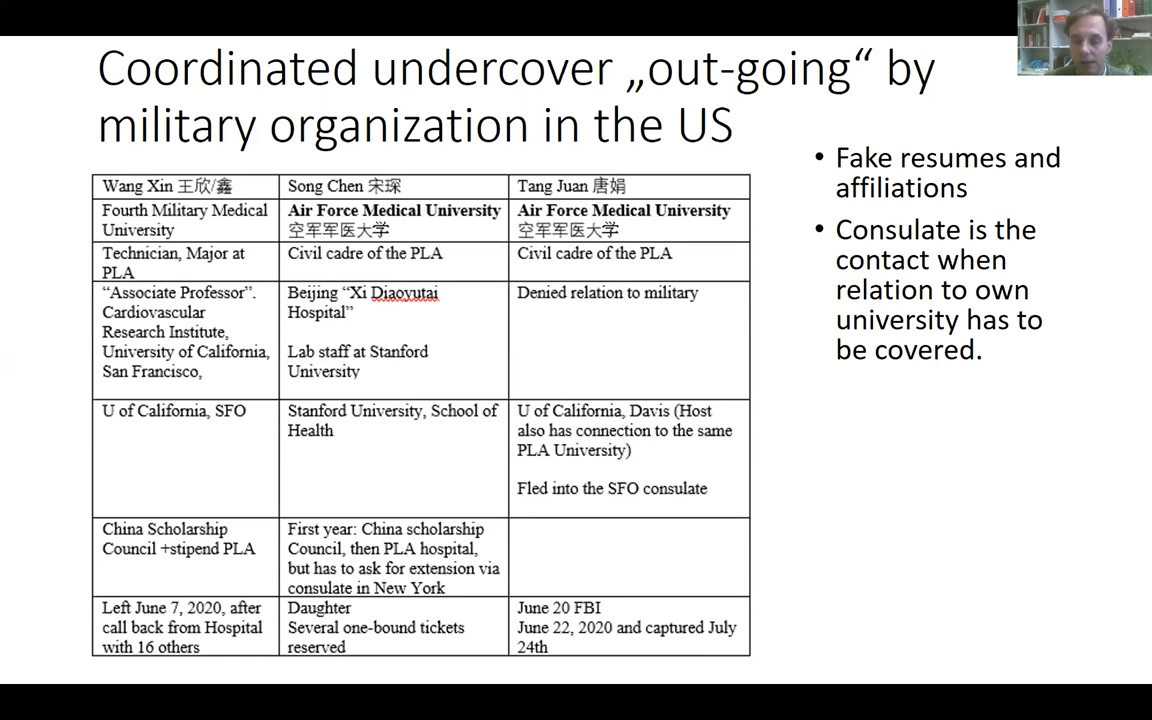 Coordinated undercover „out-going“ by
military organization in the US
Wang Xin 王欣/鑫
Song Chen 宋琛
Tang Juan 唐娟
Fourth Military Medical
University
Air Force Medical University
空军军医大学
Air Force Medical University
空军军医大学
Technician, Major at
PLA
Civil cadre of the PLA
Civil cadre of the PLA
“Associate Professor”.
Cardiovascular
Research Institute,
University of California,
San Francisco,
Beijing “Xi Diaoyutai
Hospital”
Lab staff at Stanford
University
Denied relation to military
U of California, SFO
Stanford University, School of
Health
U of California, Davis (Host
also has connection to the same
PLA University)
Fled into the SFO consulate
China Scholarship
Council +stipend PLA
First year: China scholarship
Council, then PLA hospital,
but has to ask for extension via
consulate in New York
Left June 7, 2020, after
call back from Hospital
with 16 others
Daughter
Several one-bound tickets
reserved
June 20 FBI
June 22, 2020 and captured July
24th
• Fake resumes and
affiliations
• Consulate is the
contact when
relation to own
university has to
be covered.